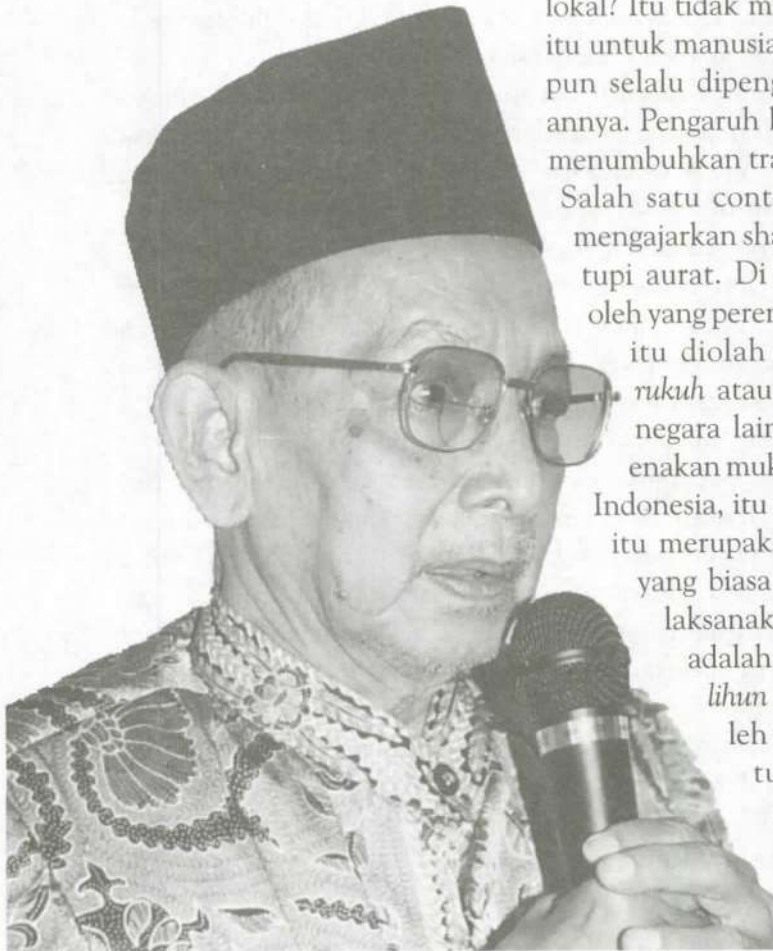 lokal? Itu tidak m
itu untuk manusia
pun selalu dipeng
annya. Pengaruh
menumbuhkan tra
Salah satu cont
mengajarkan sha
tupi aurat. Di
oleh yang peren
itu diolah
rukuh atau
negara lain
enakan muk
Indonesia, itu
itu merupak
yang biasa
laksanak
adalah
lihun
leh
tu